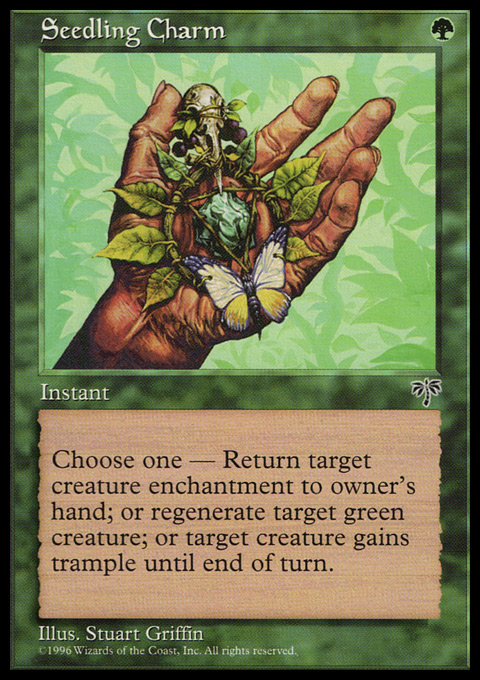 Seedling Charm
Instant
Choose one — Return target
creature enchantment to owner's
hand; or regenerate target green
creature; or target creature gains
trample until end of turn.
Illus. Stuart Griffin
©1996 Wizards of the Coast, Inc. All rights reserved.